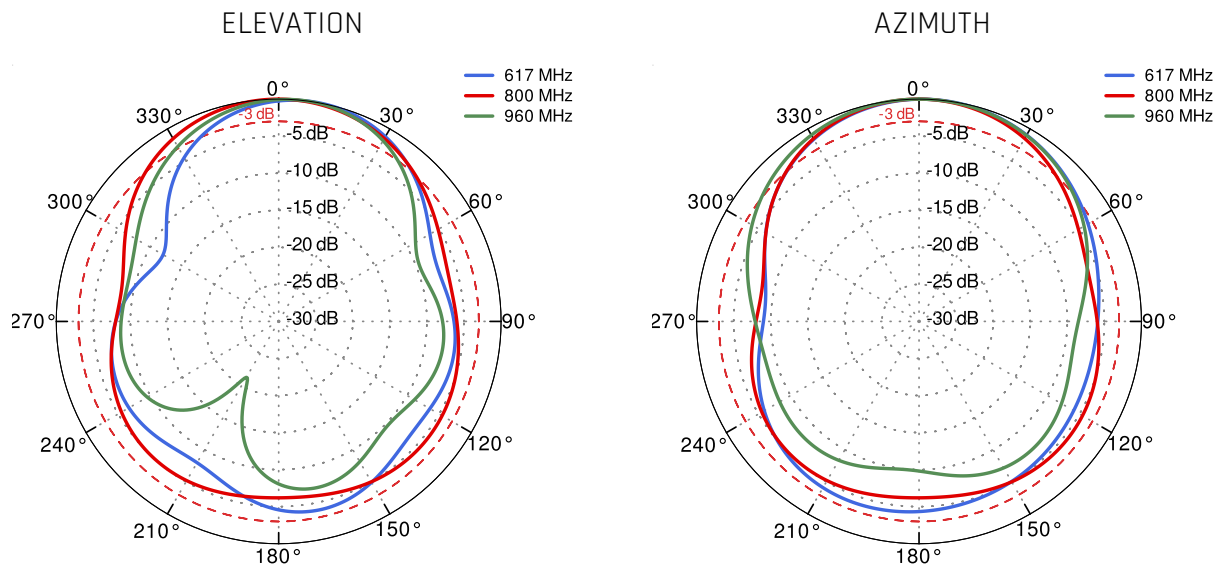 ELEVATION
617 MHz
800 MHz
960 MHz
0°
-3 dB
330°
30°
-5 dB
-10 dB
300°
60°
-15 dB
-20 dB
-25 dB
270°
-30 dB
90°
240°
120°
210°
150°
180°
AZIMUTH
617 MHz
800 MHz
960 MHz
0°
-3 dB
330°
30°
-5 dB
-10 dB
300°
60°
-15 dB
-20 dB
-25 dB
270°
-30 dB
90°
240°
120°
210°
150°
180°